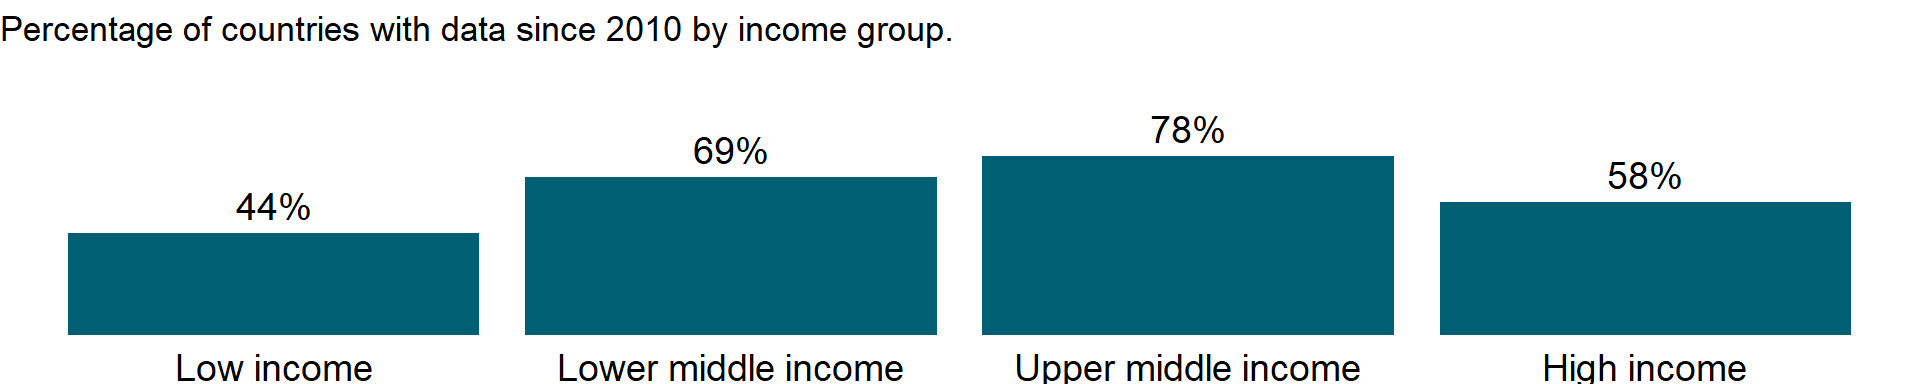 Percentage of countries with data since 2010 by income group.
78%
69%
58%
44%
Low income Lower middle income Upper middle income High income